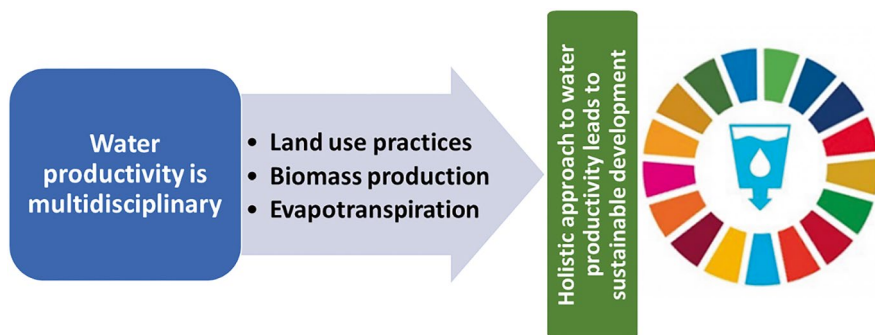 Water
productivity is
multidisciplinary
• Land use practices
• Biomass production
• Evapotranspiration
Holistic approach to water
productivity leads to
sustainable development